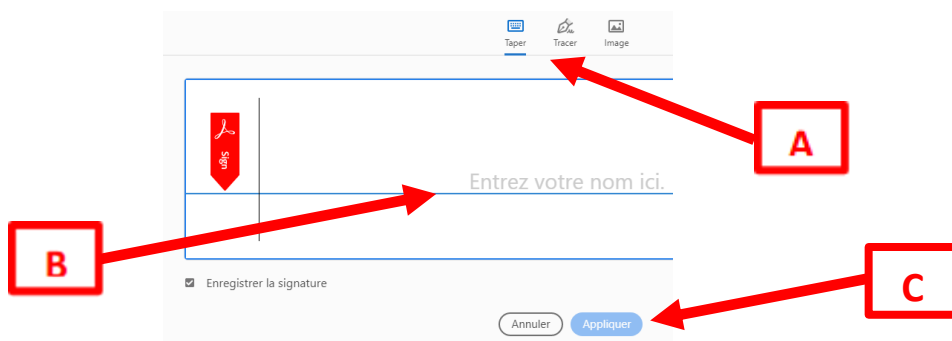 Taper Tracer Image
A
Sign
Entrez votre nom ici.
B
Enregistrer la signature
C
Annuler Appliquer